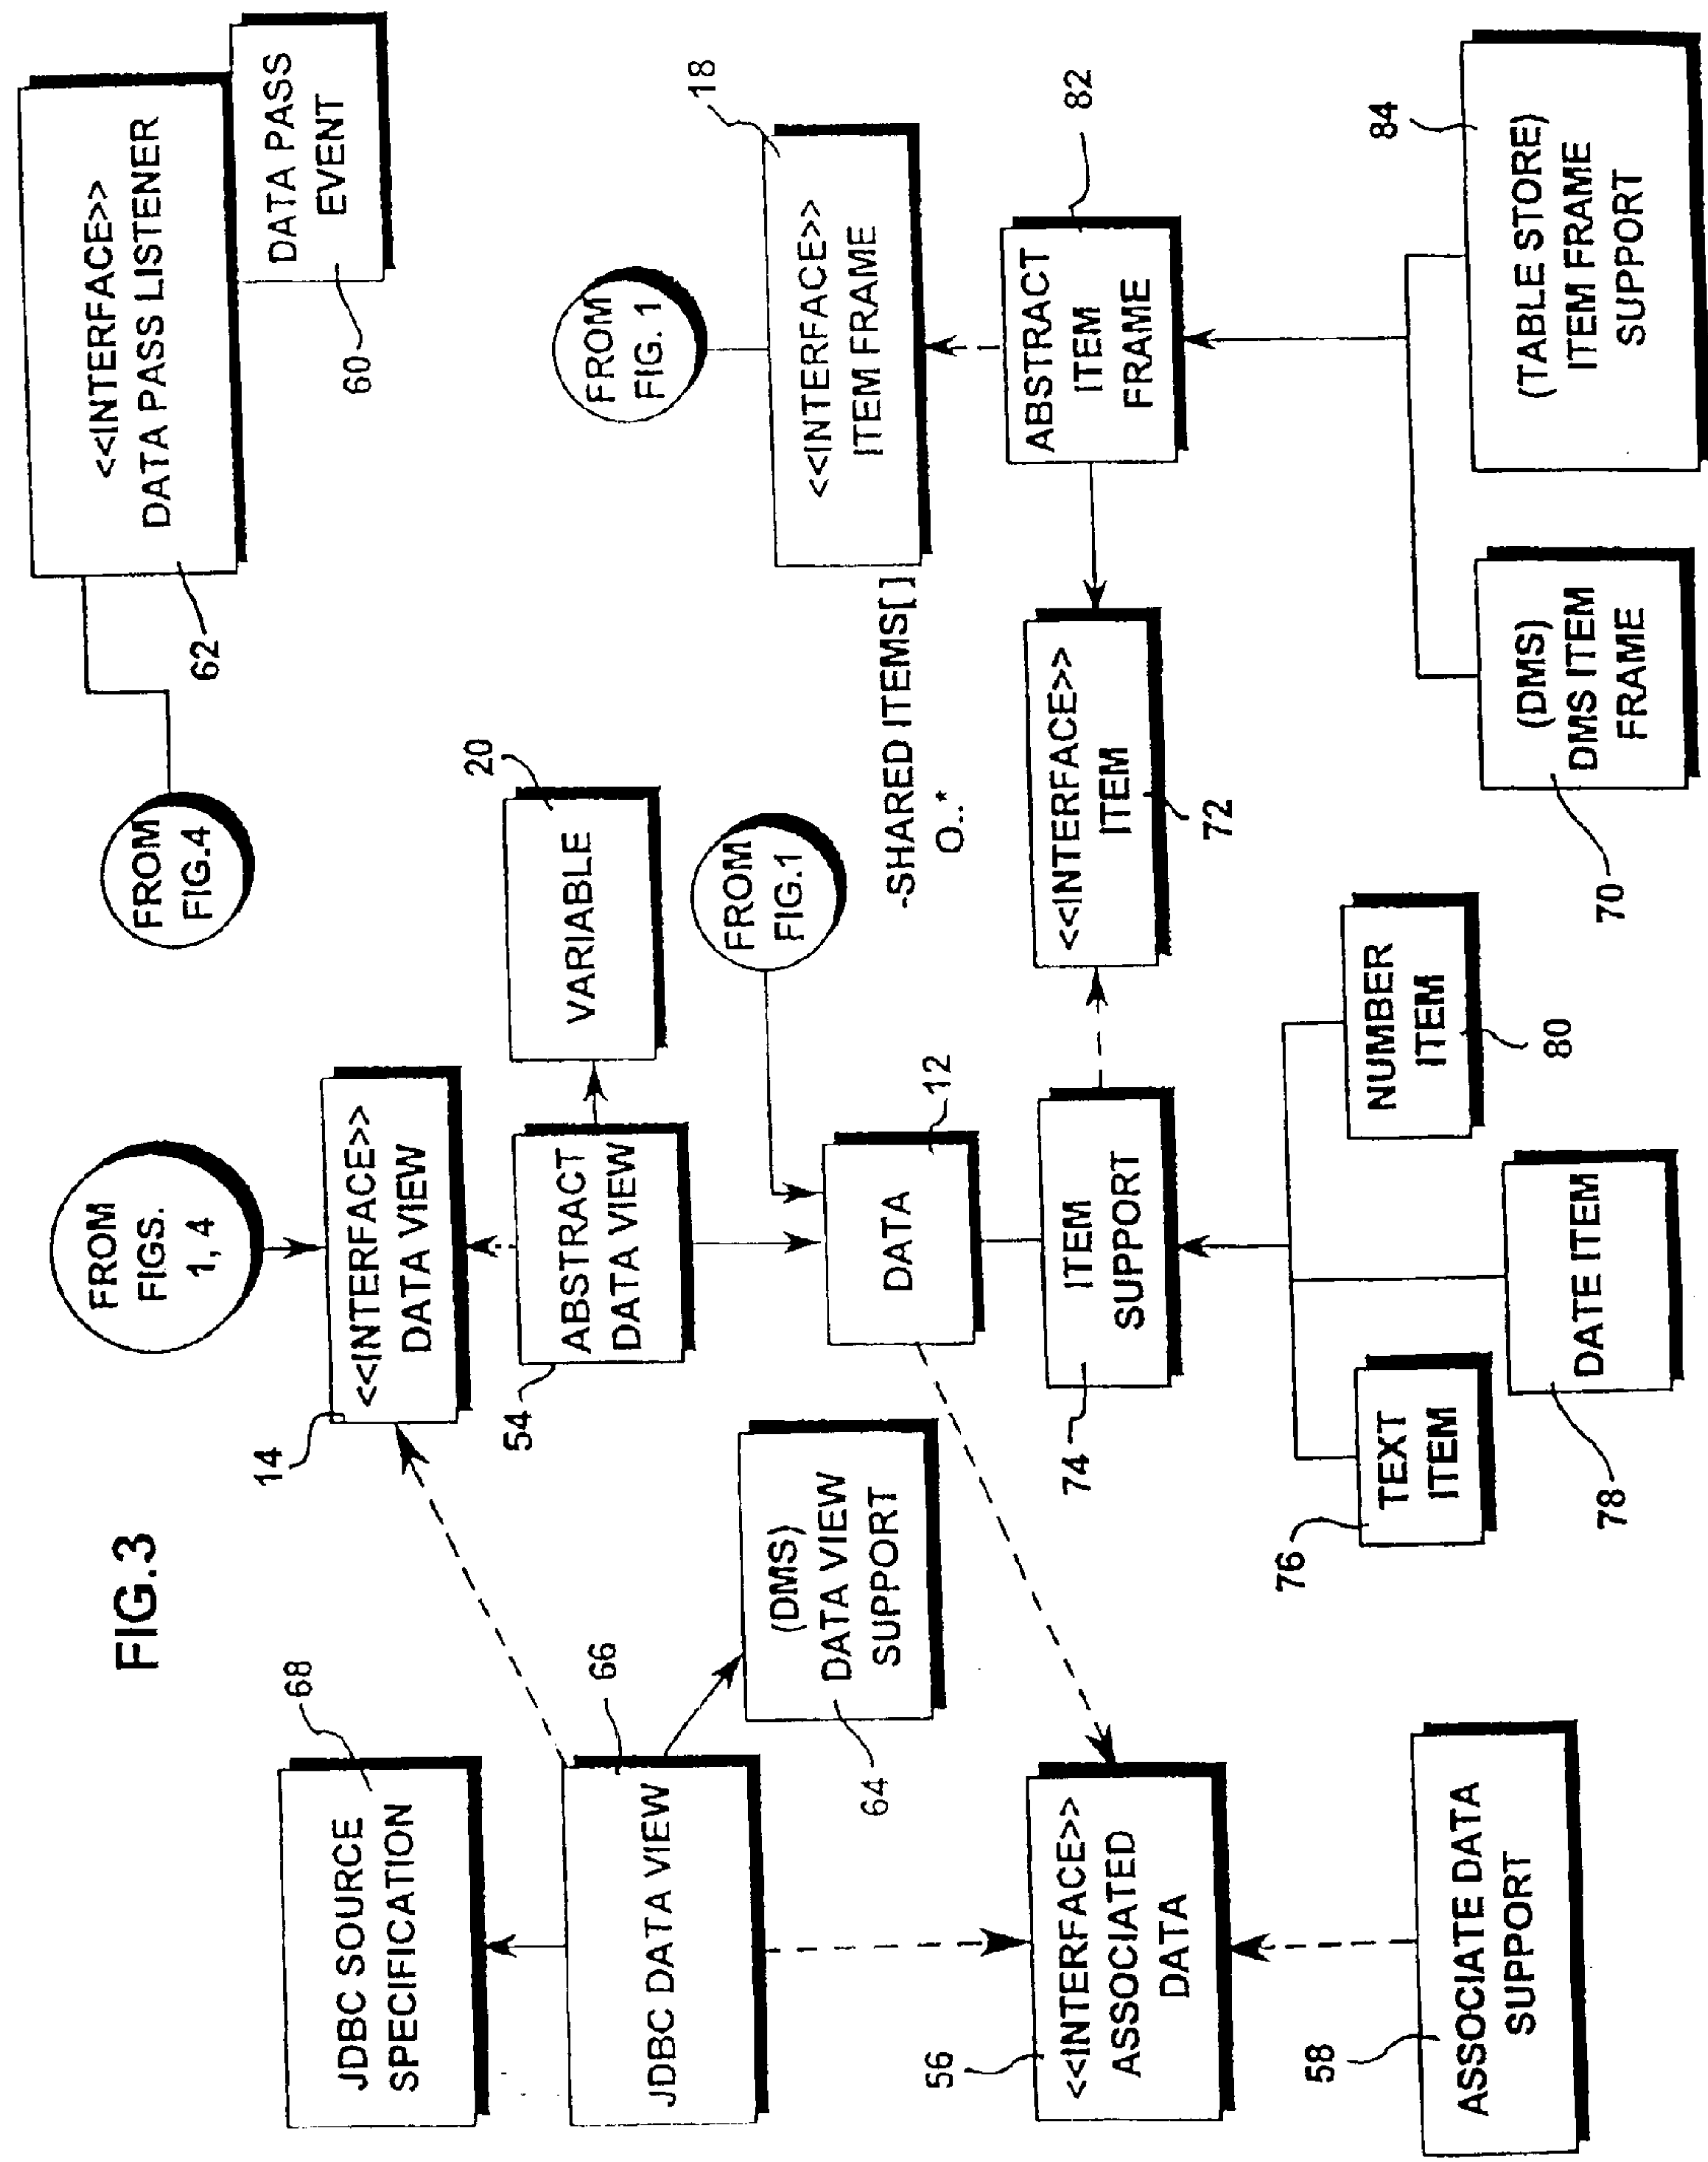 FIG.3
FROM
FIGS.
1, 4
FROM
FIG.4
<<INTERFACE>>
DATA PASS LISTENER
62
DATA PASS
EVENT
60
68
JDBC SOURCE
SPECIFICATION
14
<<INTERFACE>>
DATA VIEW
66
JDBC DATA VIEW
54
ABSTRACT
DATA VIEW
20
VARIABLE
FROM
FIG. 1
18
<<INTERFACE>>
ITEM FRAME
64
(DMS)
DATA VIEW
SUPPORT
FROM
FIG.1
DATA
12
-SHARED ITEMS[ ]
O..*
56
<<INTERFACE>>
ASSOCIATED
DATA
74
ITEM
SUPPORT
<<INTERFACE>>
ITEM
72
82
ABSTRACT
ITEM
FRAME
58
ASSOCIATE DATA
SUPPORT
76
TEXT
ITEM
78
DATE ITEM
NUMBER
ITEM
80
70
(DMS)
DMS ITEM
FRAME
84
(TABLE STORE)
ITEM FRAME
SUPPORT